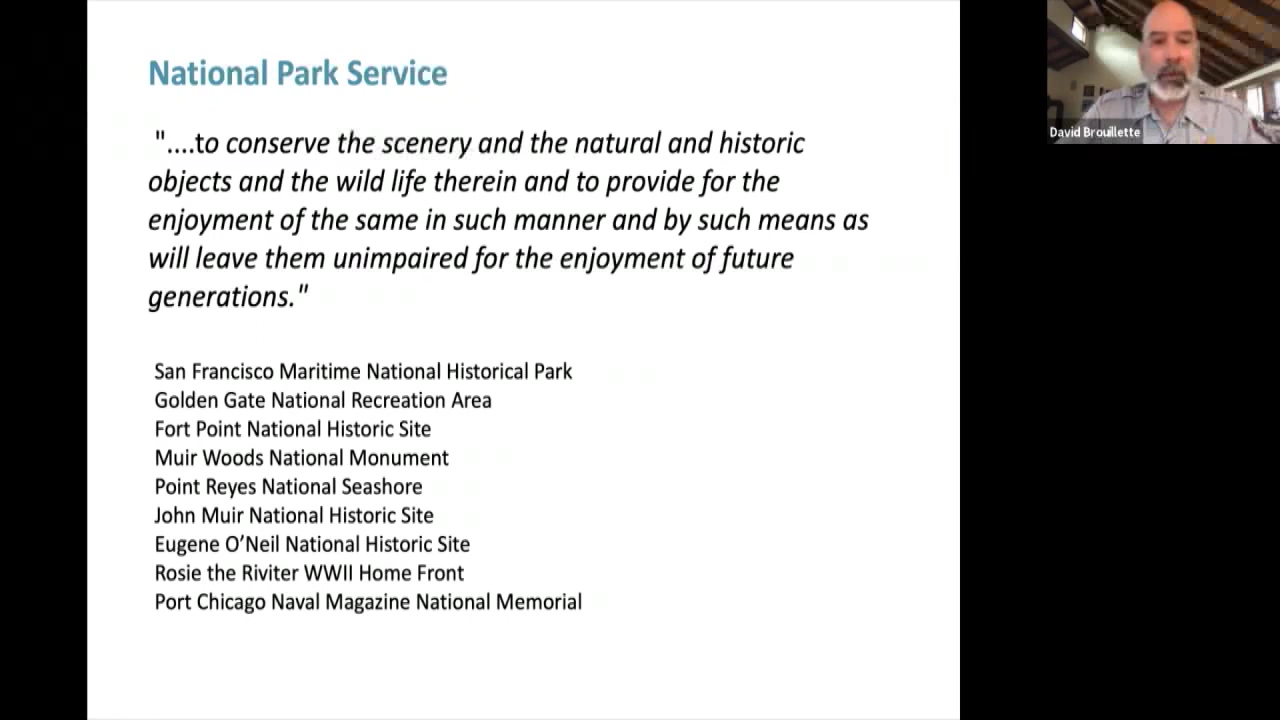 National Park Service
"....to conserve the scenery and the natural and historic
objects and the wild life therein and to provide for the
enjoyment of the same in such manner and by such means as
will leave them unimpaired for the enjoyment of future
generations."
San Francisco Maritime National Historical Park
Golden Gate National Recreation Area
Fort Point National Historic Site
Muir Woods National Monument
Point Reyes National Seashore
John Muir National Historic Site
Eugene O’Neil National Historic Site
Rosie the Riviter WWII Home Front
Port Chicago Naval Magazine National Memorial
David Brouillette